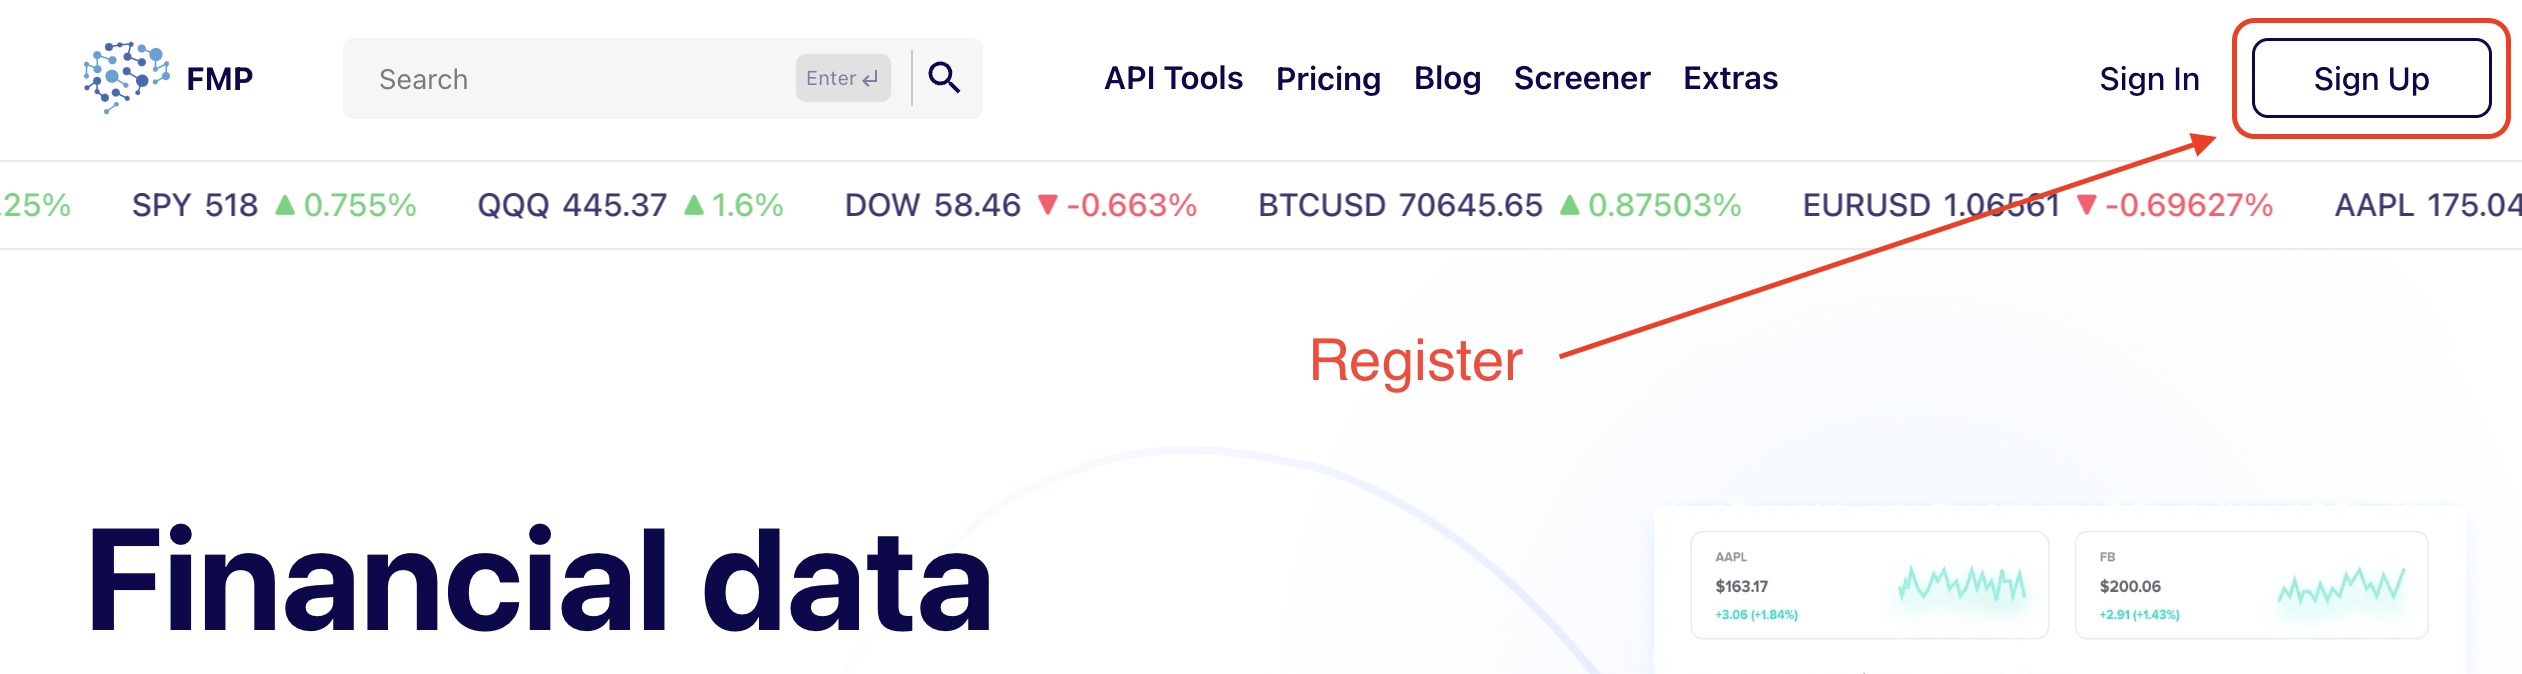 FMP
Search Enter
API Tools Pricing Blog Screener Extras
Sign In Sign Up
.25% SPY 518 ▲ 0.755% QQQ 445.37 ▲ 1.6% DOW 58.46 ▼ -0.663% BTCUSD 70645.65 ▲ 0.87503% EURUSD 1.06561 ▼ -0.69627% AAPL 175.04
Register
Financial data
AAPL
$163.17
+3.06 (+1.84%)
FB
$200.06
+2.91 (+1.43%)